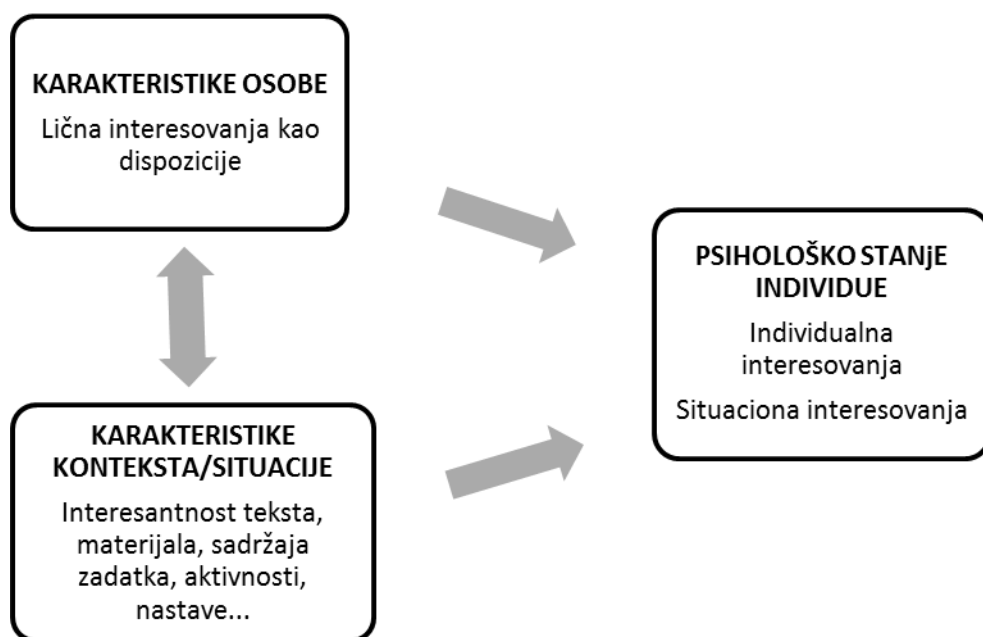 KARAKTERISTIKE OSOBE
Lična interesovanja kao
dispozicije
KARAKTERISTIKE
KONTEKSTA/SITUACIJE
Interesantnost teksta,
materijala, sadržaja
zadatka, aktivnosti,
nastave...
PSIHOLOŠKO STANjE
INDIVIDUE
Individualna
interesovanja
Situaciona interesovanja